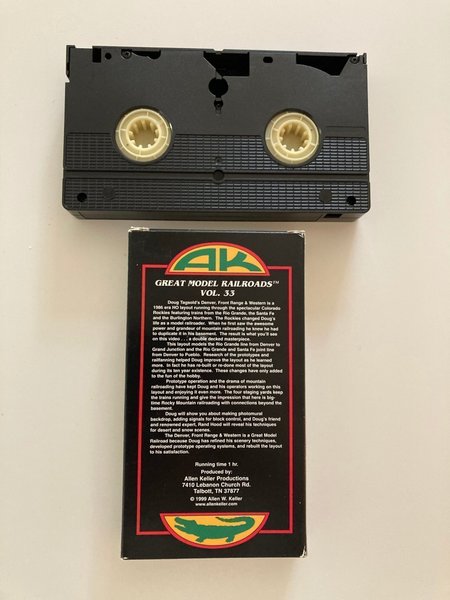 AK
GREAT MODEL RAILROADS™
VOL. 33
Doug Tagsold's Denver, Front Range & Western is a
1986 era HO layout running through the spectacular Colorado
Rockies featuring trains from the Rio Grande, the Santa Fe
and the Burlington Northern. The Rockies changed Doug's
life as a model railroader. When he first saw the awesome
power and grandeur of mountain railroading he knew he had
to duplicate it in his basement. The result is what you'll see
on this video . . . a double decked masterpiece.
This layout models the Rio Grande line from Denver to
Grand Junction and the Rio Grande and Santa Fe joint line
from Denver to Pueblo. Research of the prototypes and
railfanning helped Doug improve the layout as he learned
more. In fact he has re-built or re-done most of the layout
during its ten year existence. These changes have only added
to the fun of the hobby.
Prototype operation and the drama of mountain
railroading have kept Doug and his operators working on this
layout and enjoying it even more. The four staging yards keep
the trains running and give the impression that here is big-
time Rocky Mountain railroading with connections beyond the
basement.
Doug will show you about making photomural
backdrop, adding signals for block control, and Doug's friend
and renowned expert, Rand Hood will reveal his techniques
for desert and snow scenes.
The Denver, Front Range & Western is a Great Model
Railroad because Doug has refined his scenery techniques,
developed prototype operating systems, and rebuilt the layout
to his satisfaction.
Running time 1 hr.
Produced by:
Allen Keller Productions
7410 Lebanon Church Rd.
Talbott, TN 37877
© 1999 Allen W. Keller
www.allenkeller.com